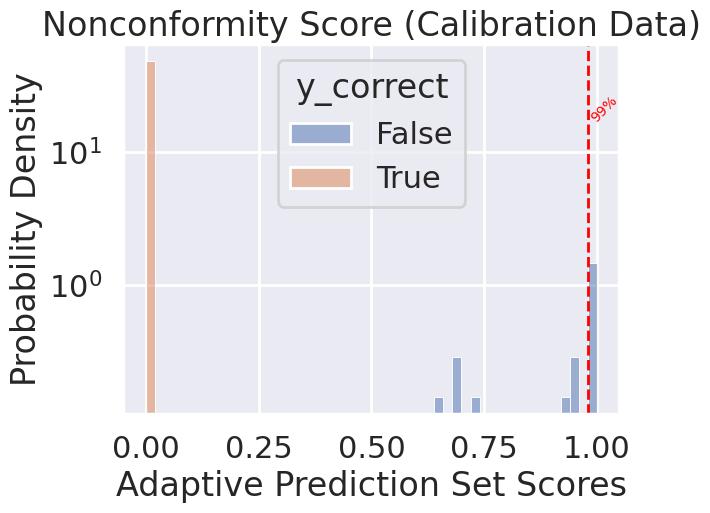 Nonconformity Score (Calibration Data)
Probability Density
10¹
10⁰
y_correct
False
True
99%
0.00 0.25 0.50 0.75 1.00
Adaptive Prediction Set Scores